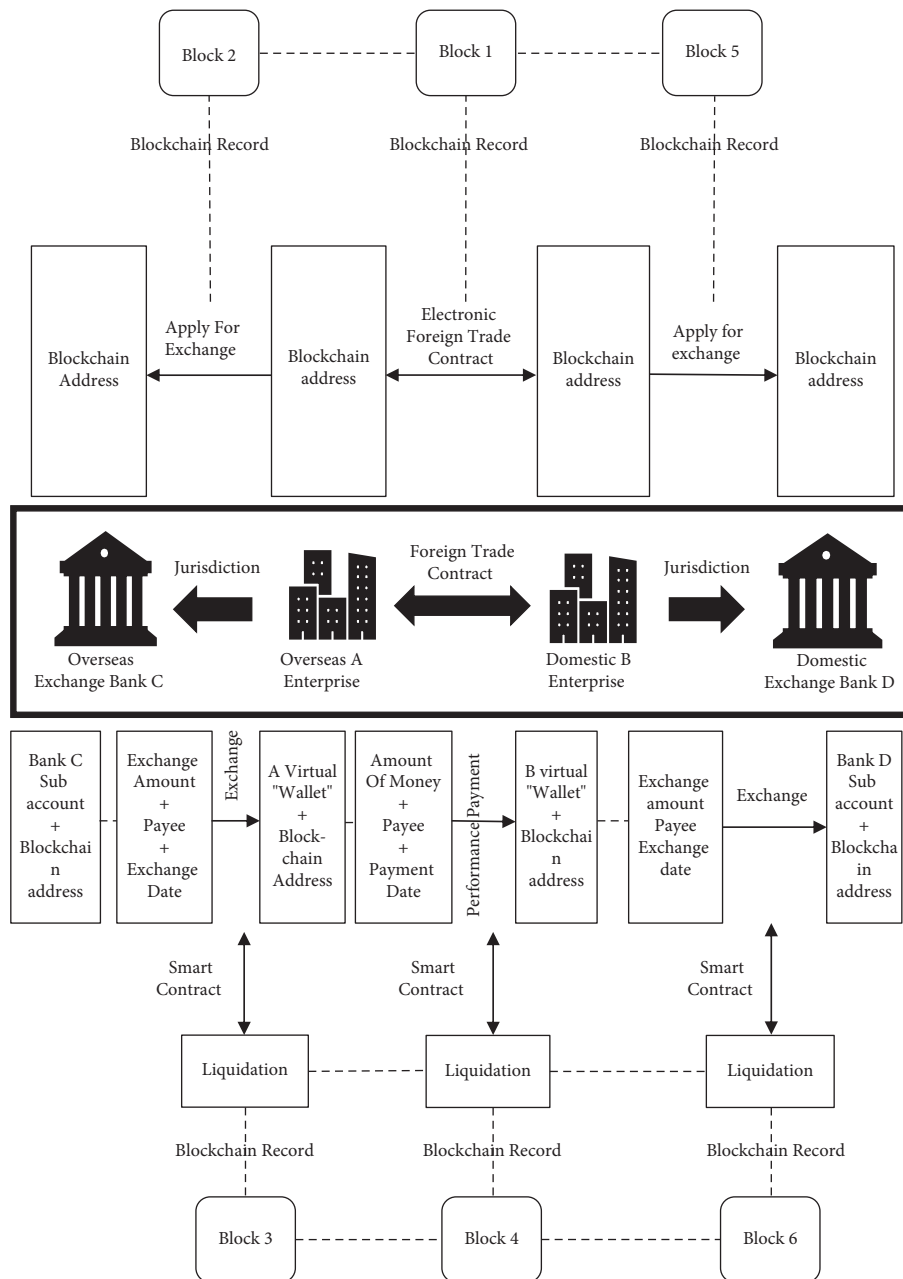 Block 2
Block 1
Block 5
Blockchain Record
Blockchain Record
Blockchain Record
Blockchain
Address
Apply For
Exchange
Blockchain
address
Electronic
Foreign Trade
Contract
Blockchain
address
Apply for
exchange
Blockchain
address
Jurisdiction
Foreign Trade
Contract
Jurisdiction
Overseas
Exchange Bank C
Overseas A
Enterprise
Domestic B
Enterprise
Domestic
Exchange Bank D
Bank C
Sub
account
+
Blockchai
n
address
Exchange
Amount
+
Payee
+
Exchange
Date
Exchange
A Virtual
"Wallet"
+
Block-
chain
Address
Amount
Of Money
+
Payee
+
Payment
Date
Performance Payment
B virtual
"Wallet"
+
Blockchai
n
address
Exchange
amount
Payee
Exchange
date
Exchange
Bank D
Sub
account
+
Blockcha
in
address
Smart
Contract
Smart
Contract
Smart
Contract
Liquidation
Liquidation
Liquidation
Blockchain Record
Blockchain Record
Blockchain Record
Block 3
Block 4
Block 6